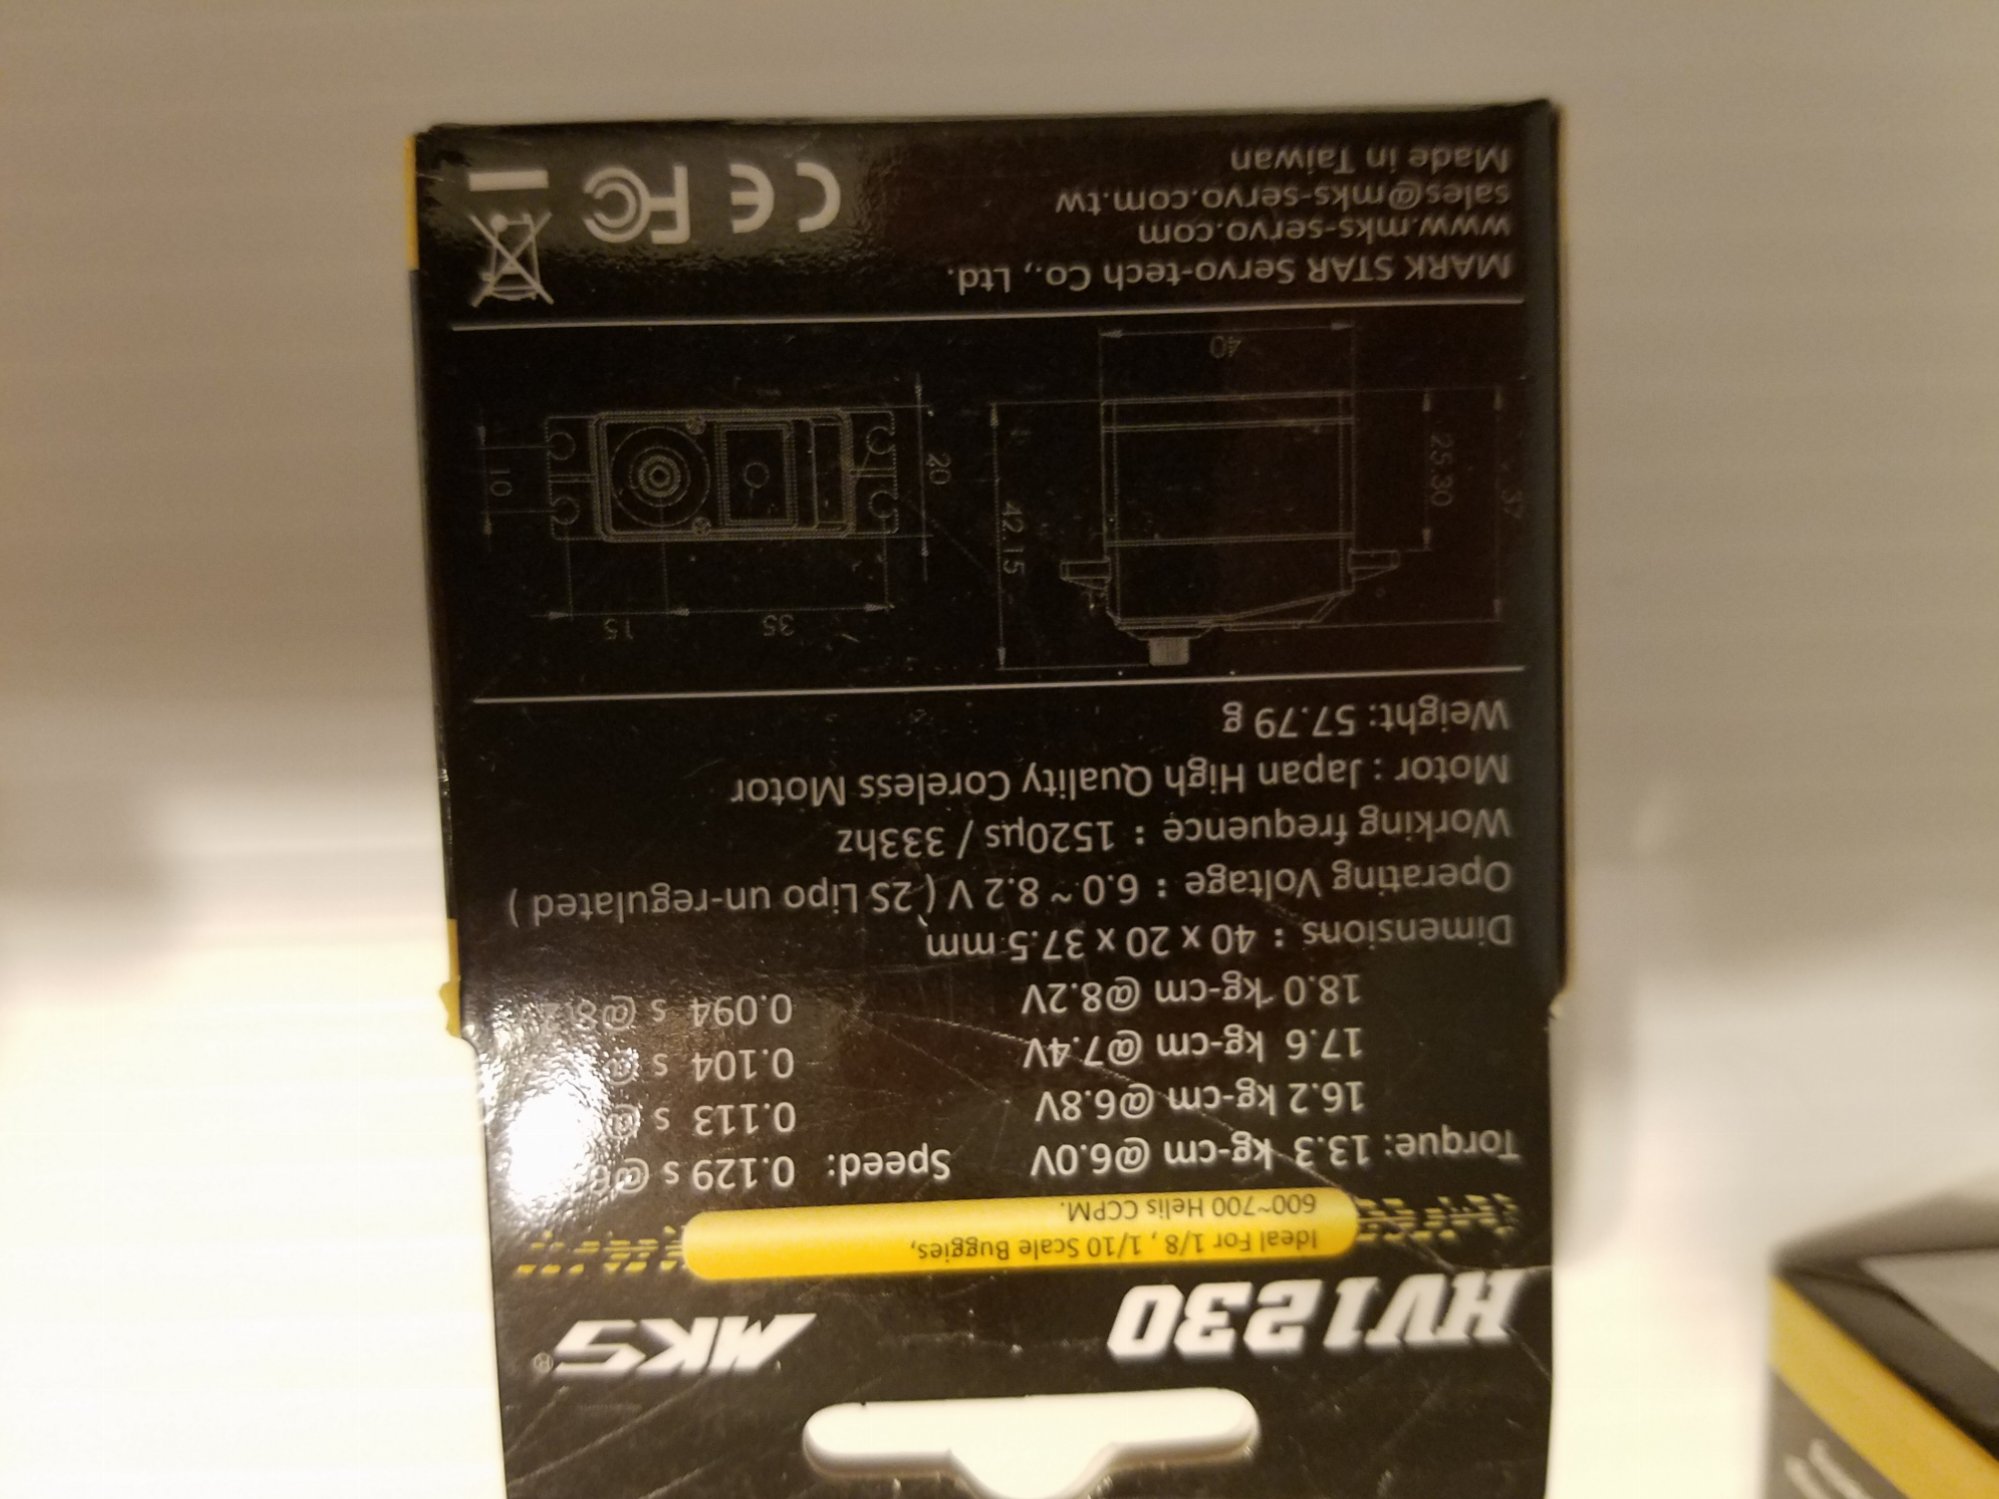 HV1230
MKS®
Ideal For 1/8 , 1/10 Scale Buggies,
600~700 Helis CCPM.
Torque: 13.3 kg-cm @6.0V Speed: 0.129 s @6
16.2 kg-cm @6.8V 0.113 s @
17.6 kg-cm @7.4V 0.104 s @
18.0 kg-cm @8.2V 0.094 s @8.2
Dimensions : 40 x 20 x 37.5 mm
Operating Voltage : 6.0 ~ 8.2 V ( 2S Lipo un-regulated )
Working frequence : 1520μs / 333hz
Motor : Japan High Quality Coreless Motor
Weight: 57.79 g
42.15
25.30
37
40
35
15
20
10
MARK STAR Servo-tech Co., Ltd.
www.mks-servo.com
sales@mks-servo.com.tw
Made in Taiwan
CE FC